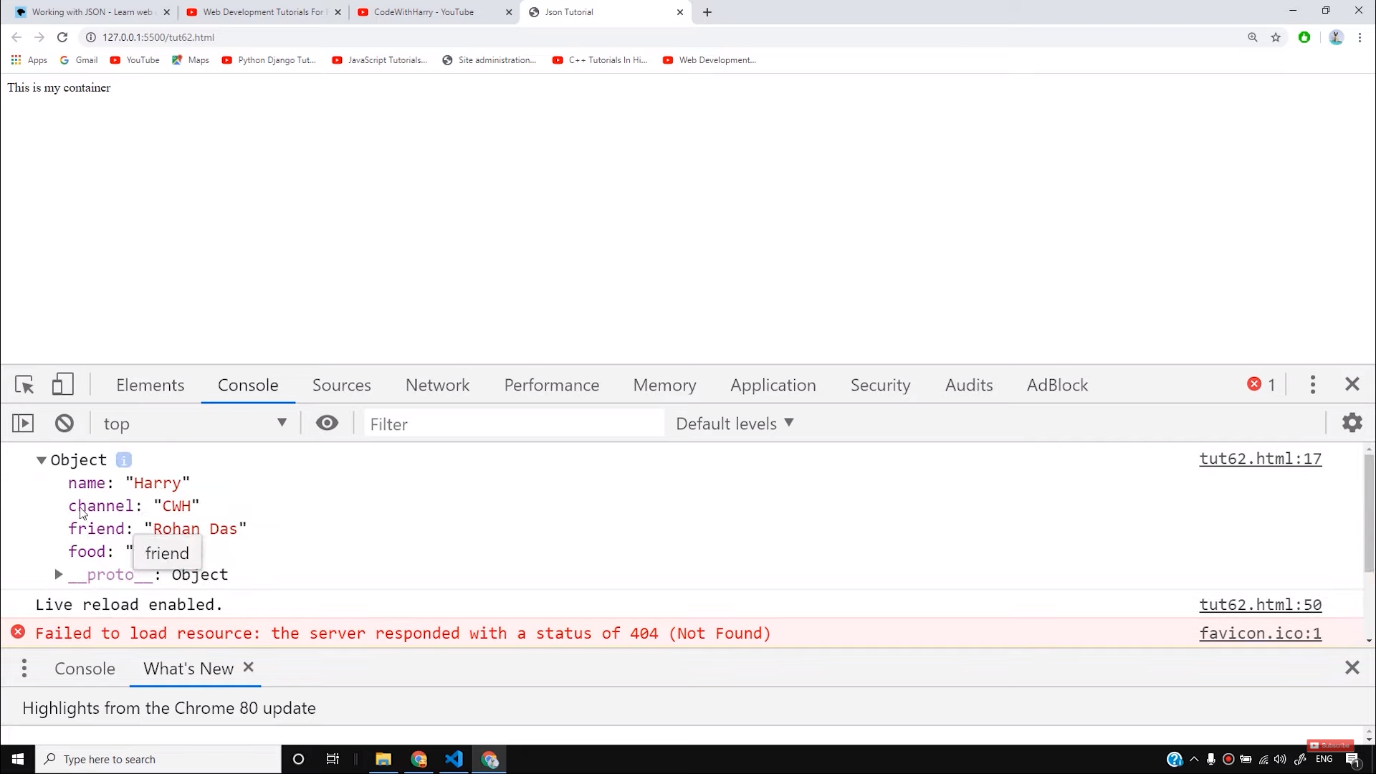 Working with JSON - Learn web
Web Development Tutorials For
CodeWithHarry - YouTube
Json Tutorial
127.0.0.1:5500/tut62.html
Apps
Gmail
YouTube
Maps
Python Django Tut...
JavaScript Tutorials...
Site administration...
C++ Tutorials In Hi...
Web Development...
This is my container
Elements
Console
Sources
Network
Performance
Memory
Application
Security
Audits
AdBlock
1
top
Filter
Default levels
Object i
tut62.html:17
name: "Harry"
channel: "CWH"
friend: "Rohan Das"
food: "
friend
__proto__: Object
Live reload enabled.
tut62.html:50
Failed to load resource: the server responded with a status of 404 (Not Found)
favicon.ico:1
Console
What's New
Highlights from the Chrome 80 update
Subscribe
Type here to search
ENG
1